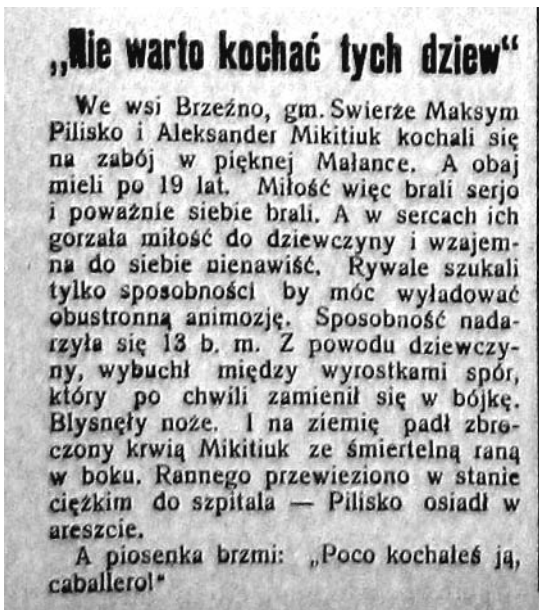 „Nie warto kochać tych dziew“
We wsi Brzeźno, gm. Swierże Maksym
Pilisko i Aleksander Mikitiuk kochali się
na zabój w pięknej Małance. A obaj
mieli po 19 lat. Miłość więc brali serjo
i poważnie siebie brali. A w sercach ich
gorzała miłość do dziewczyny i wzajem-
na do siebie nienawiść. Rywale szukali
tylko sposobności by móc wyładować
obustronną animozję. Sposobność nada-
rzyła się 13 b. m. Z powodu dziewczy-
ny, wybuchł między wyrostkami spór,
który po chwili zamienił się w bójkę.
Blysnęły noże. I na ziemię padł zbro-
czony krwią Mikitiuk ze śmiertelną raną
w boku. Rannego przewieziono w stanie
ciężkim do szpitala — Pilisko osiadł w
areszcie.
A piosenka brzmi: „Poco kochałeś ją,
caballero!“